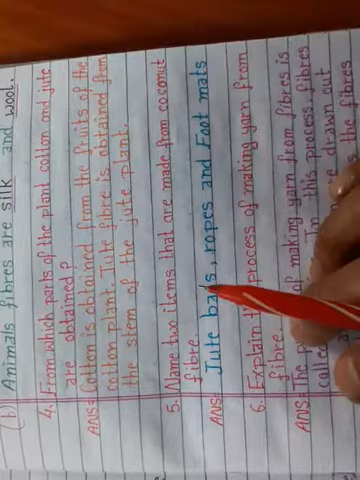 (b) Animals fibres are silk and wool.
4. From which parts of the plant cotton and jute
are obtained?
ANS= Cotton is obtained from the fruits of the
cotton plant. Jute fibre is obtained from
the stem of the jute plant.
5. Name two items that are made from coconut
fibre.
ANS: Jute bags, ropes and Foot mats
6. Explain the process of making yarn from
fibre
ANS= The of making yarn from fibres is
called In this process, fibres
drawn out
the fibres